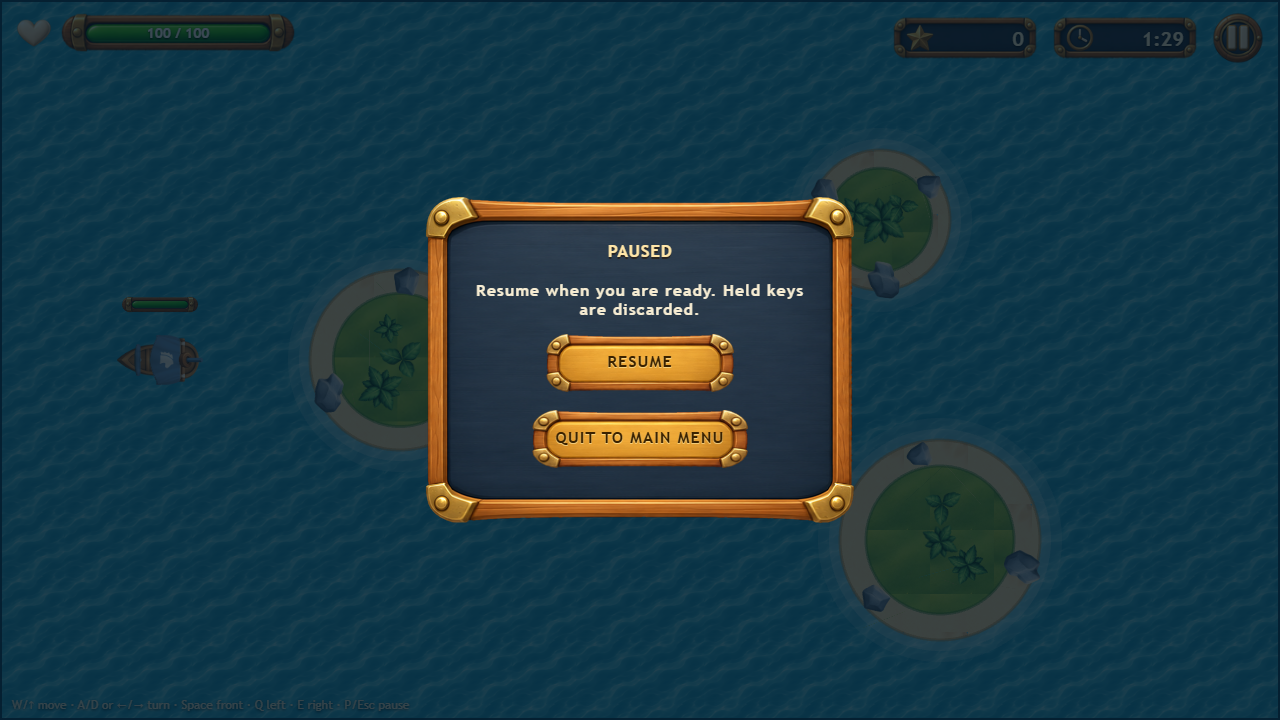 100 / 100
0
1:29
PAUSED
Resume when you are ready. Held keys
are discarded.
RESUME
QUIT TO MAIN MENU
W/↑ move · A/D or ←/→ turn · Space front · Q left · E right · P/Esc pause